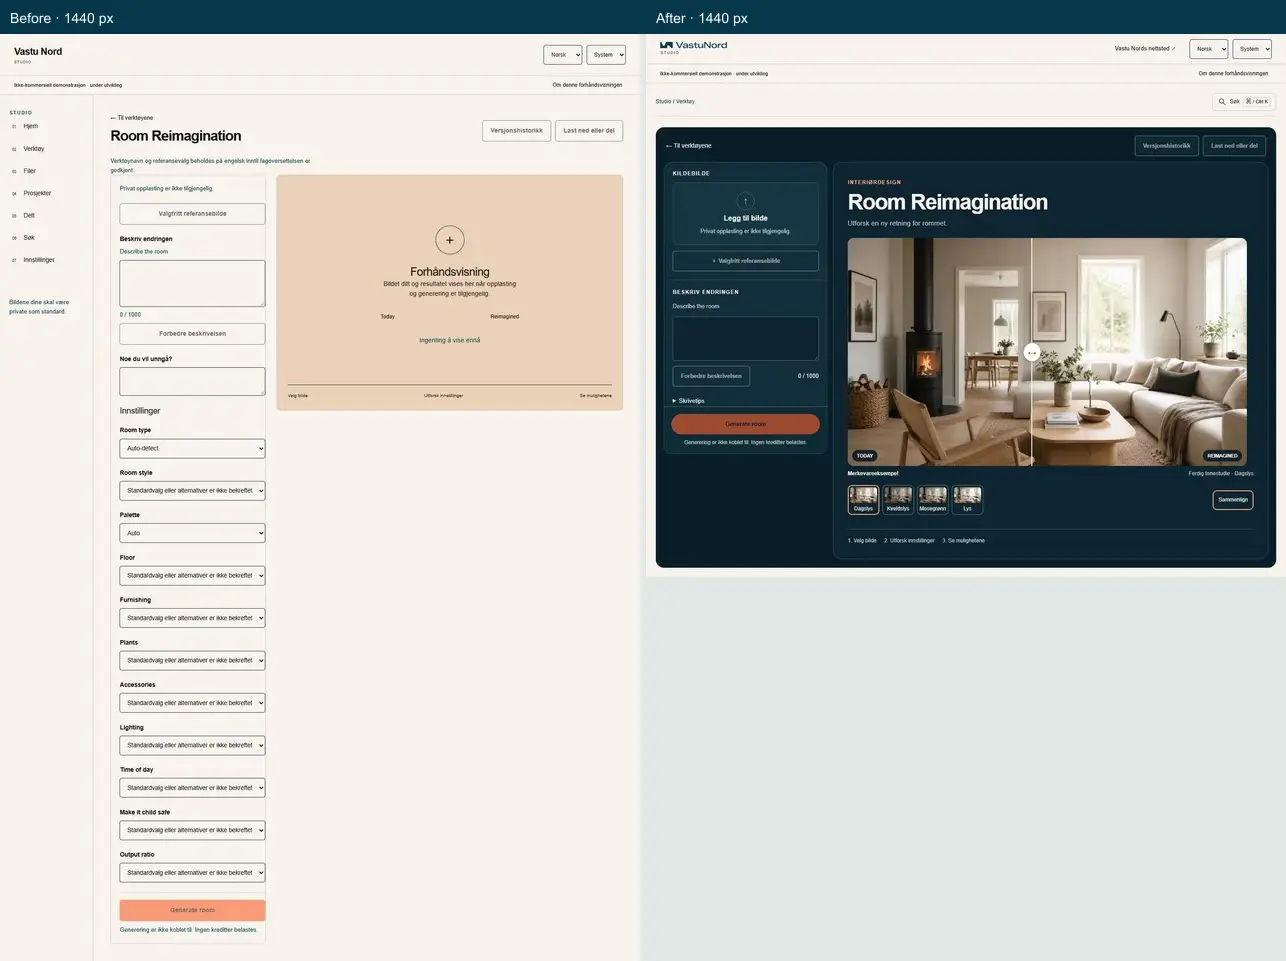 Before · 1440 px
Vastu Nord
STUDIO
Norsk
System
Ikke-kommersiell demonstrasjon · under utvikling
Om denne forhåndsvisningen
STUDIO
01 Hjem
02 Verktøy
03 Filer
04 Prosjekter
05 Delt
06 Søk
07 Innstillinger
Bildene dine skal være
private som standard.
← Til verktøyene
Room Reimagination
Versjonshistorikk
Last ned eller del
Verktøynavn og referansevalg beholdes på engelsk inntil fagoversettelsen er
godkjent.
Privat opplasting er ikke tilgjengelig.
Valgfritt referansebilde
Beskriv endringen
Describe the room
0 / 1000
Forbedre beskrivelsen
Noe du vil unngå?
Innstillinger
Room type
Auto-detect
Room style
Standardvalg eller alternativer er ikke bekreftet
Palette
Auto
Floor
Standardvalg eller alternativer er ikke bekreftet
Furnishing
Standardvalg eller alternativer er ikke bekreftet
Plants
Standardvalg eller alternativer er ikke bekreftet
Accessories
Standardvalg eller alternativer er ikke bekreftet
Lighting
Standardvalg eller alternativer er ikke bekreftet
Time of day
Standardvalg eller alternativer er ikke bekreftet
Make it child safe
Standardvalg eller alternativer er ikke bekreftet
Output ratio
Standardvalg eller alternativer er ikke bekreftet
Generate room
Generering er ikke koblet til. Ingen kreditter belastes.
+
Forhåndsvisning
Bildet ditt og resultatet vises her når opplasting
og generering er tilgjengelig.
Today
Reimagined
Ingenting å vise ennå
Velg bilde
Utforsk innstillinger
Se mulighetene
After · 1440 px
VastuNord
STUDIO
Vastu Nords nettsted ↗
Norsk
System
Ikke-kommersiell demonstrasjon · under utvikling
Om denne forhåndsvisningen
Studio / Verktøy
Søk ⌘ / Ctrl K
← Til verktøyene
Versjonshistorikk
Last ned eller del
KILDEBILDE
↑
Legg til bilde
Privat opplasting er ikke tilgjengelig.
+ Valgfritt referansebilde
BESKRIV ENDRINGEN
Describe the room
Forbedre beskrivelsen
0 / 1000
▸ Skrivetips
Generate room
Generering er ikke koblet til. Ingen kreditter belastes.
INTERIØRDESIGN
Room Reimagination
Utforsk en ny retning for rommet.
TODAY
REIMAGINED
Merkevareeksempel
Ferdig tonestudie · Dagslys
Dagslys
Kveldslys
Mosegrønn
Lys
Sammenlign
1. Velg bilde
2. Utforsk innstillinger
3. Se mulighetene